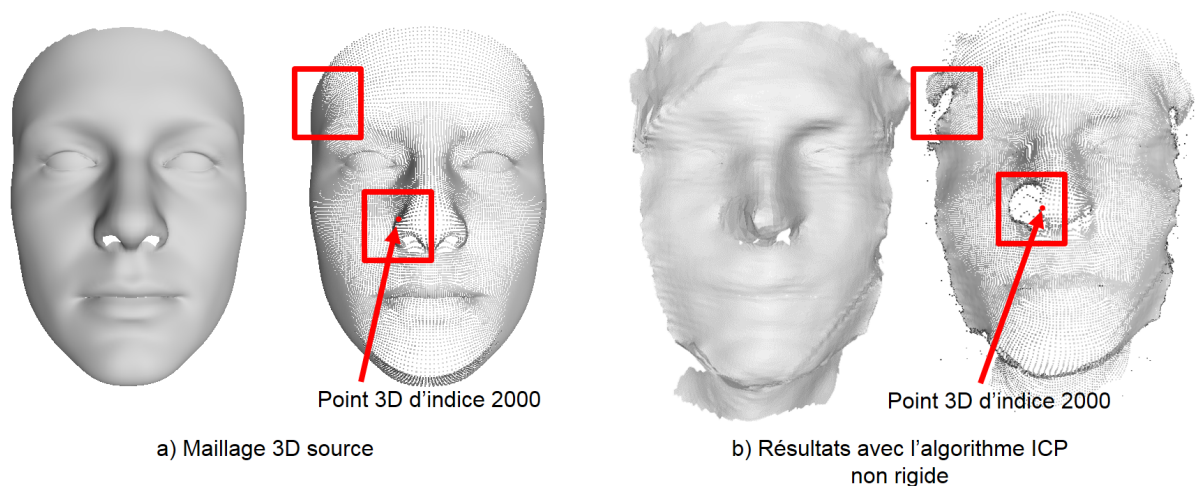 Point 3D d'indice 2000
Point 3D d'indice 2000
a) Maillage 3D source
b) Résultats avec l'algorithme ICP
non rigide